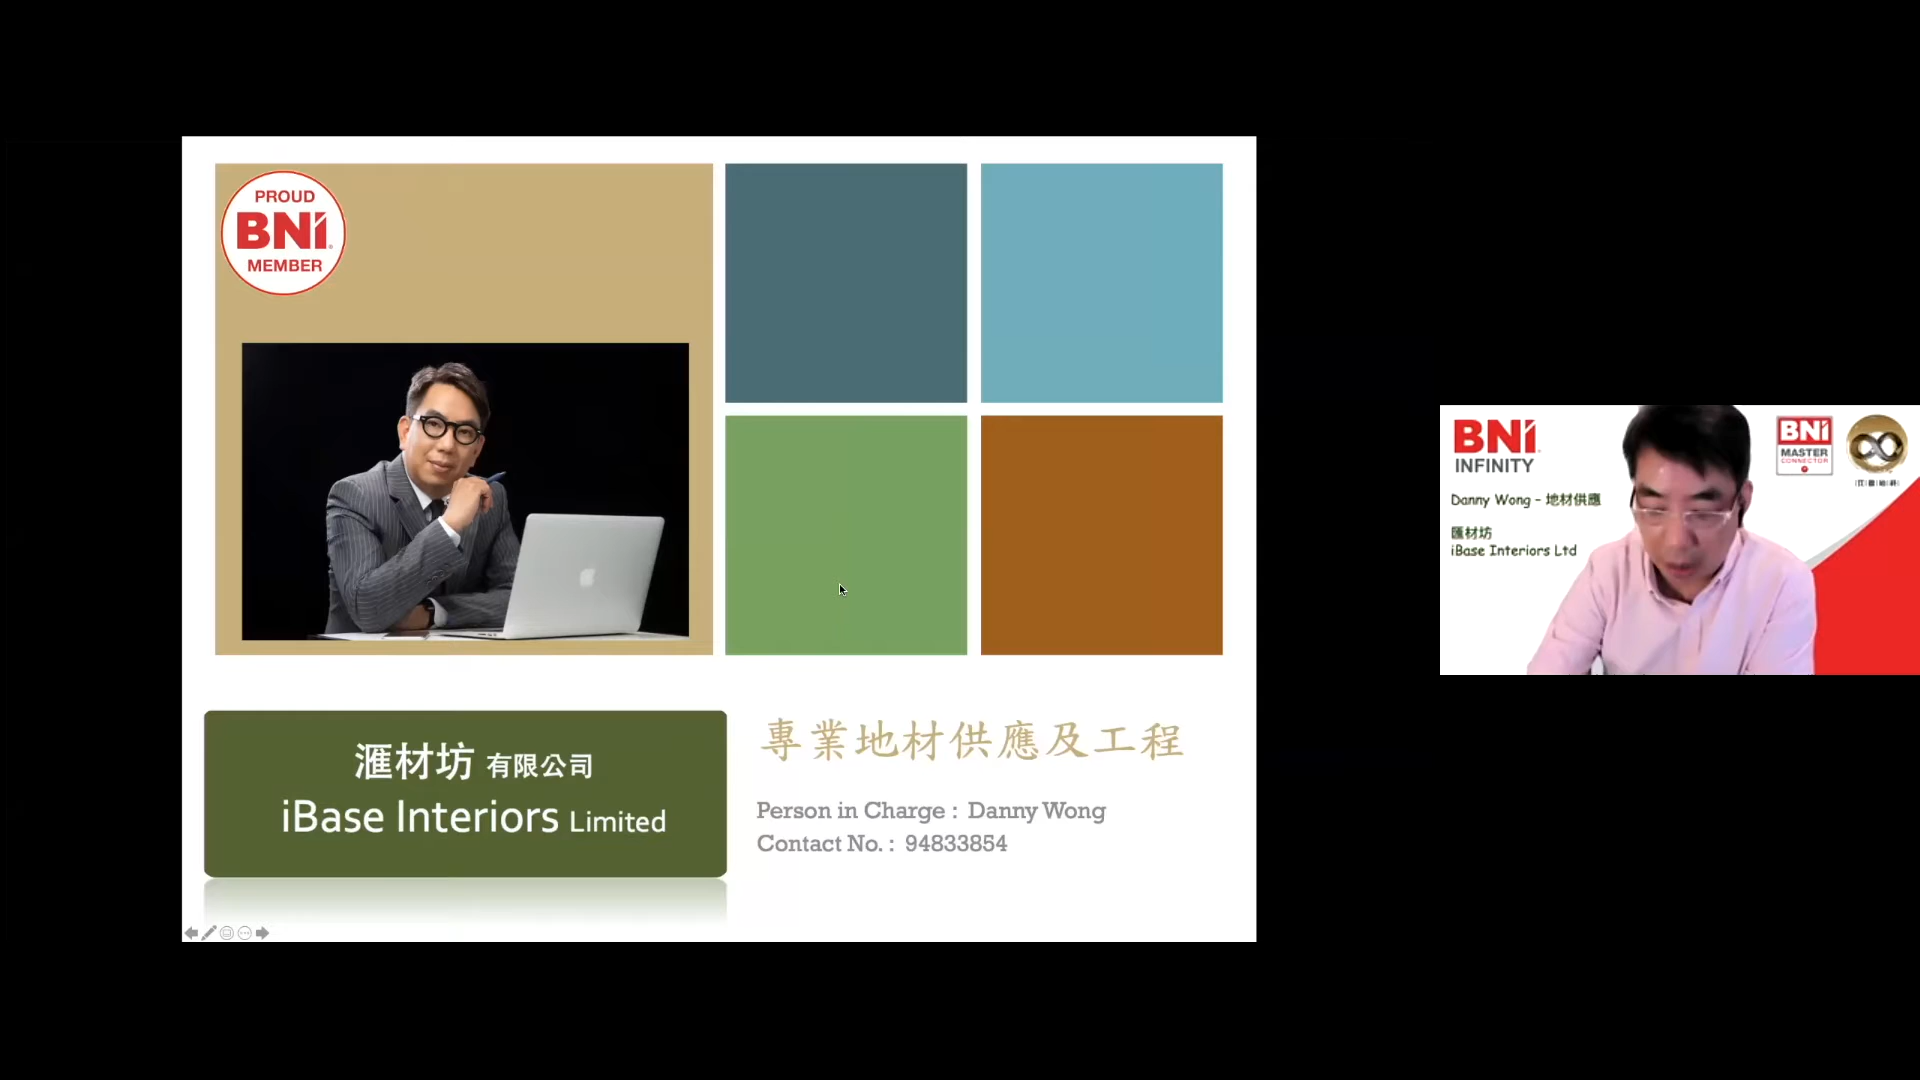 PROUD
BNI
MEMBER
滙材坊 有限公司
iBase Interiors Limited
專業地材供應及工程
Person in Charge : Danny Wong
Contact No. : 94833854
BNI
INFINITY
Danny Wong - 地材供應
匯材坊
iBase Interiors Ltd
BNI
MASTER
CONNECTOR